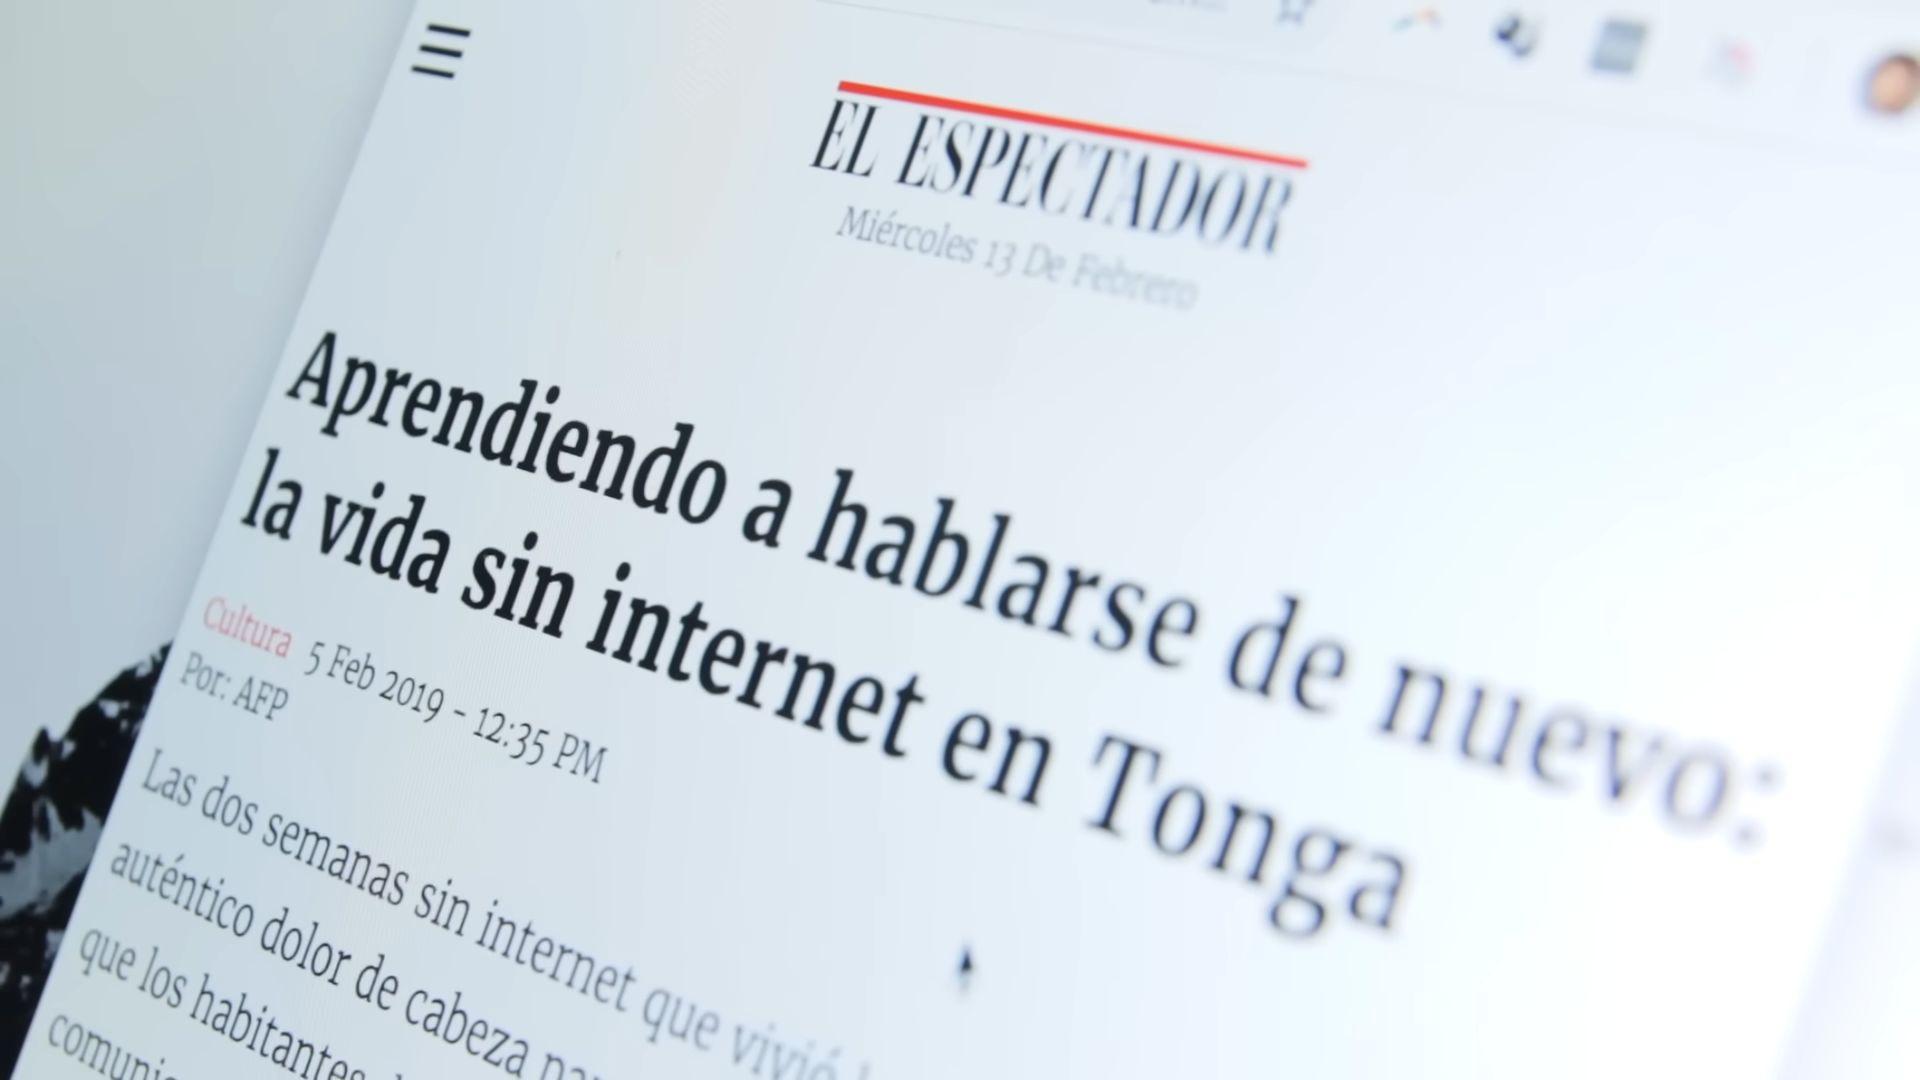 EL ESPECTADOR
Miércoles 13 De Febrero
Aprendiendo a hablarse de nuevo:
la vida sin internet en Tonga
Cultura 5 Feb 2019 - 12:35 PM
Por: AFP
Las dos semanas sin internet que vivió
auténtico dolor de cabeza
que los habitantes